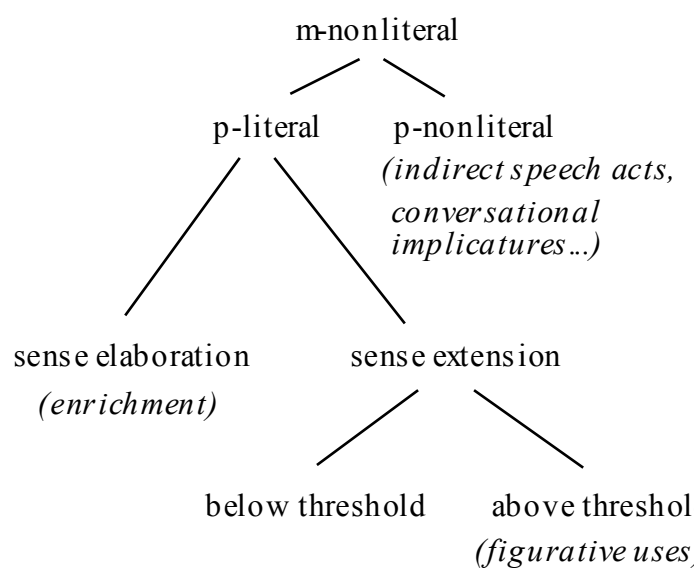 m-nonliteral
p-literal p-nonliteral
(indirect speech acts,
conversational
implicatures...)
sense elaboration sense extension
(enrichment)
below threshold above threshol
(figurative uses